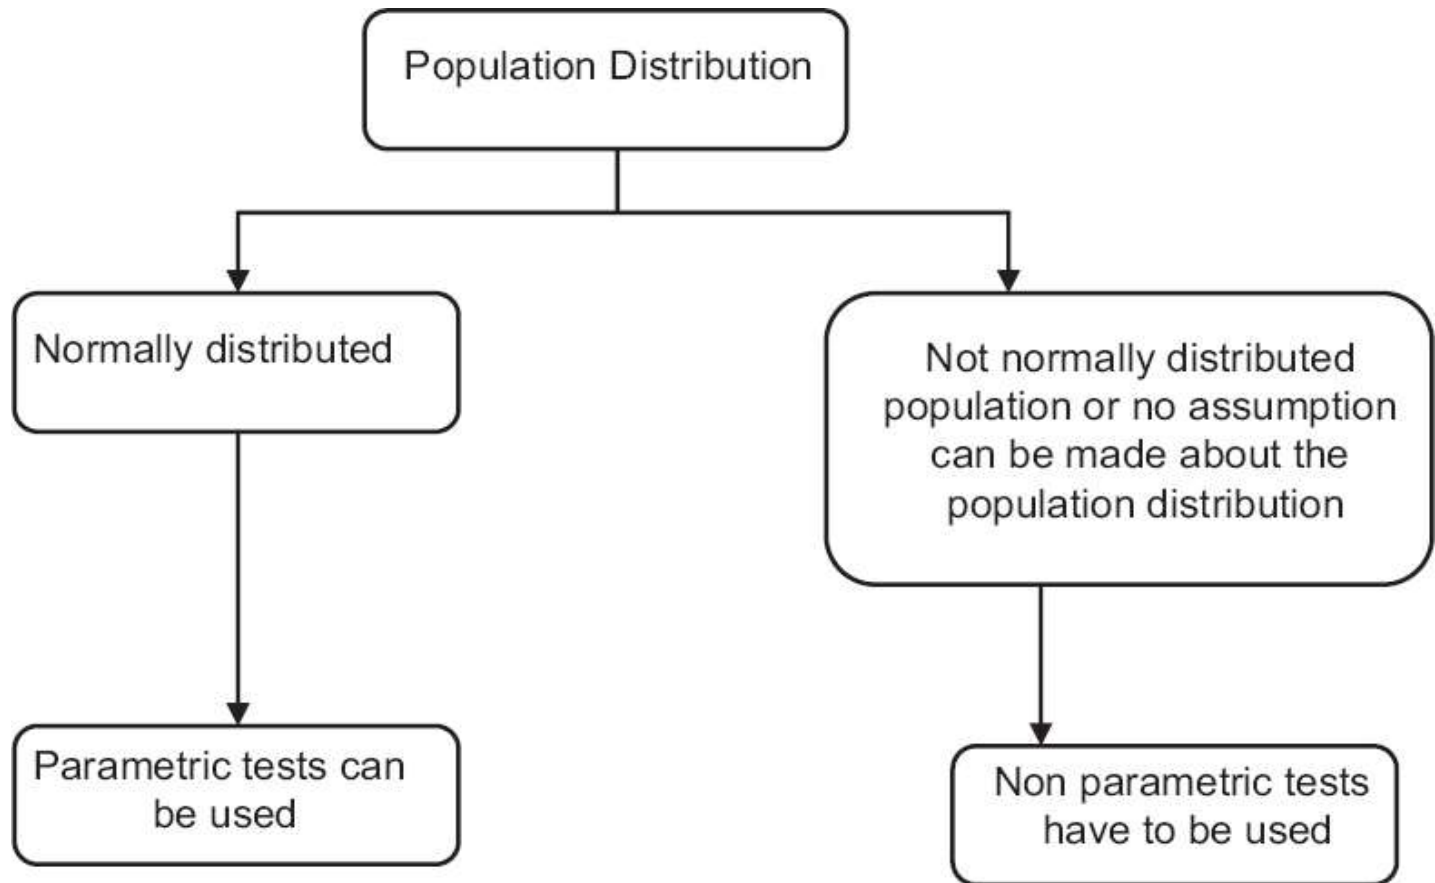 Population Distribution
Normally distributed
Not normally distributed
population or no assumption
can be made about the
population distribution
Parametric tests can
be used
Non parametric tests
have to be used